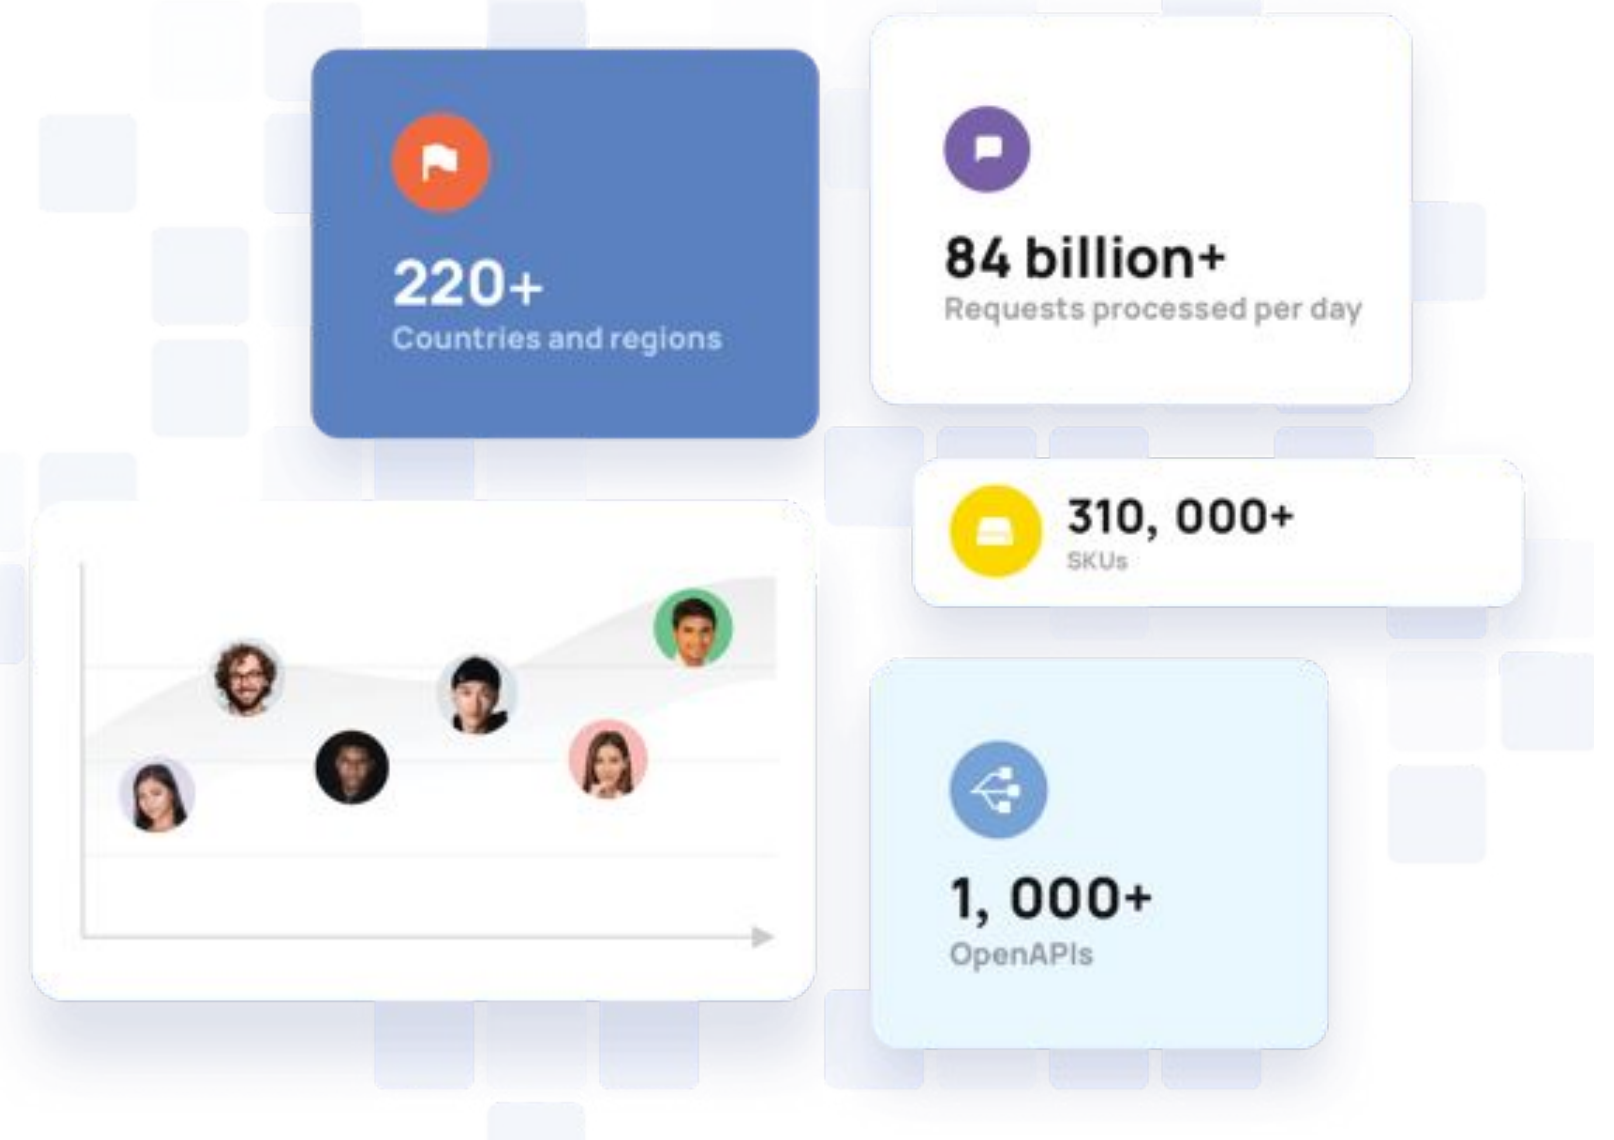 220+
Countries and regions
84 billion+
Requests processed per day
310, 000+
SKUs
1, 000+
OpenAPIs